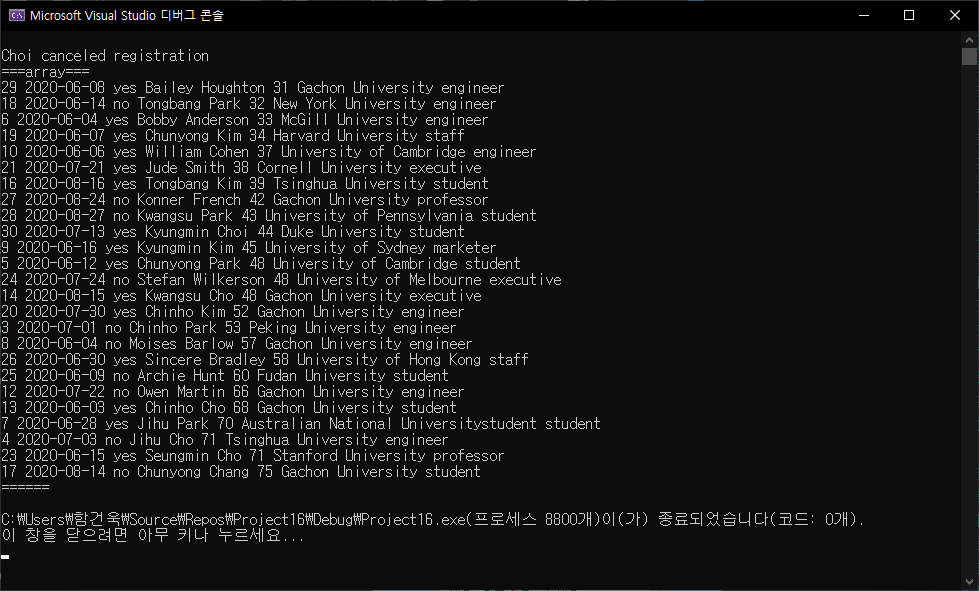 Microsoft Visual Studio 디버그 콘솔
Choi canceled registration
===array===
29 2020-06-08 yes Bailey Houghton 31 Gachon University engineer
18 2020-06-14 no Tongbang Park 32 New York University engineer
6 2020-06-04 yes Bobby Anderson 33 McGill University engineer
19 2020-06-07 yes Chunyong Kim 34 Harvard University staff
10 2020-06-06 yes William Cohen 37 University of Cambridge engineer
21 2020-07-21 yes Jude Smith 38 Cornell University executive
16 2020-08-16 yes Tongbang Kim 39 Tsinghua University student
27 2020-08-24 no Konner French 42 Gachon University professor
28 2020-08-27 no Kwangsu Park 43 University of Pennsylvania student
30 2020-07-13 yes Kyungmin Choi 44 Duke University student
9 2020-06-16 yes Kyungmin Kim 45 University of Sydney marketer
5 2020-06-12 yes Chunyong Park 48 University of Cambridge student
24 2020-07-24 no Stefan Wilkerson 48 University of Melbourne executive
14 2020-08-15 yes Kwangsu Cho 48 Gachon University executive
20 2020-07-30 yes Chinho Kim 52 Gachon University engineer
3 2020-07-01 no Chinho Park 53 Peking University engineer
8 2020-06-04 no Moises Barlow 57 Gachon University engineer
26 2020-06-30 yes Sincere Bradley 58 University of Hong Kong staff
25 2020-06-09 no Archie Hunt 60 Fudan University student
12 2020-07-22 no Owen Martin 66 Gachon University engineer
13 2020-06-03 yes Chinho Cho 68 Gachon University student
7 2020-06-28 yes Jihu Park 70 Australian National Universitystudent student
4 2020-07-03 no Jihu Cho 71 Tsinghua University engineer
23 2020-06-15 yes Seungmin Cho 71 Stanford University professor
17 2020-08-14 no Chunyong Chang 75 Gachon University student
======
C:₩Users₩함건욱₩Source₩Repos₩Project16₩Debug₩Project16.exe(프로세스 8800개)이(가) 종료되었습니다(코드: 0개).
이 창을 닫으려면 아무 키나 누르세요...